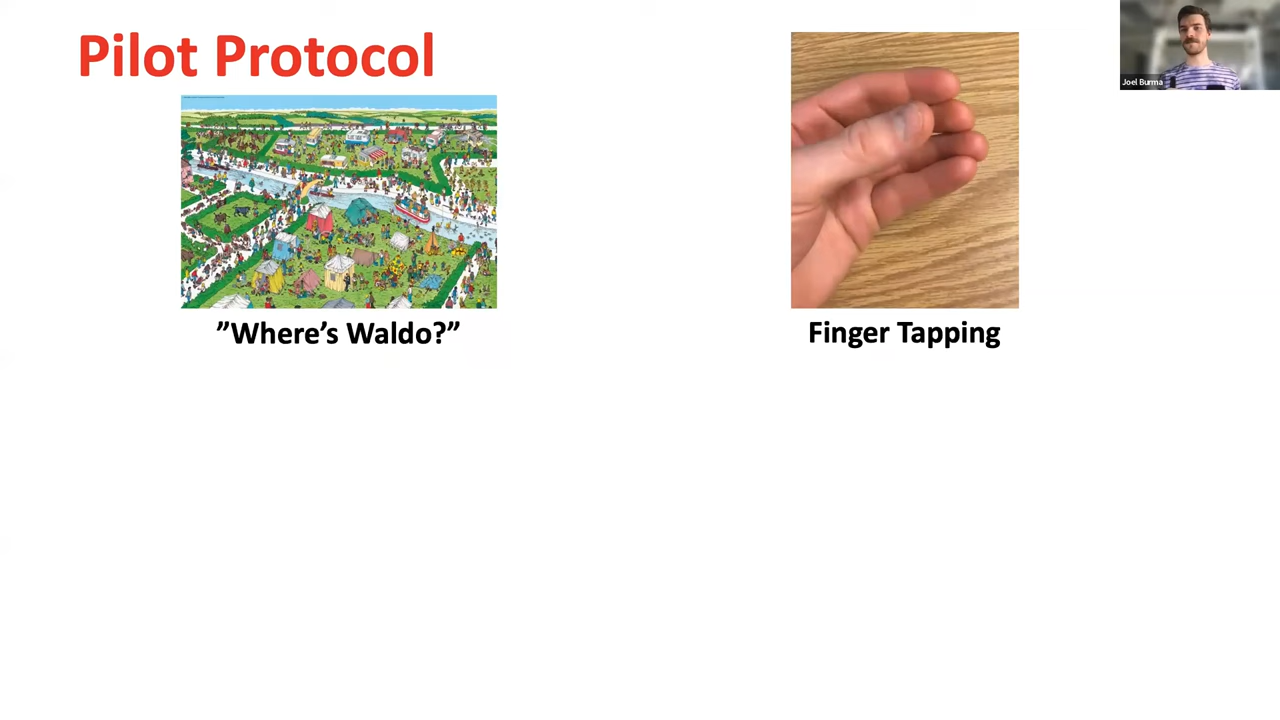 Pilot Protocol
Joel Burma
”Where’s Waldo?”
Finger Tapping